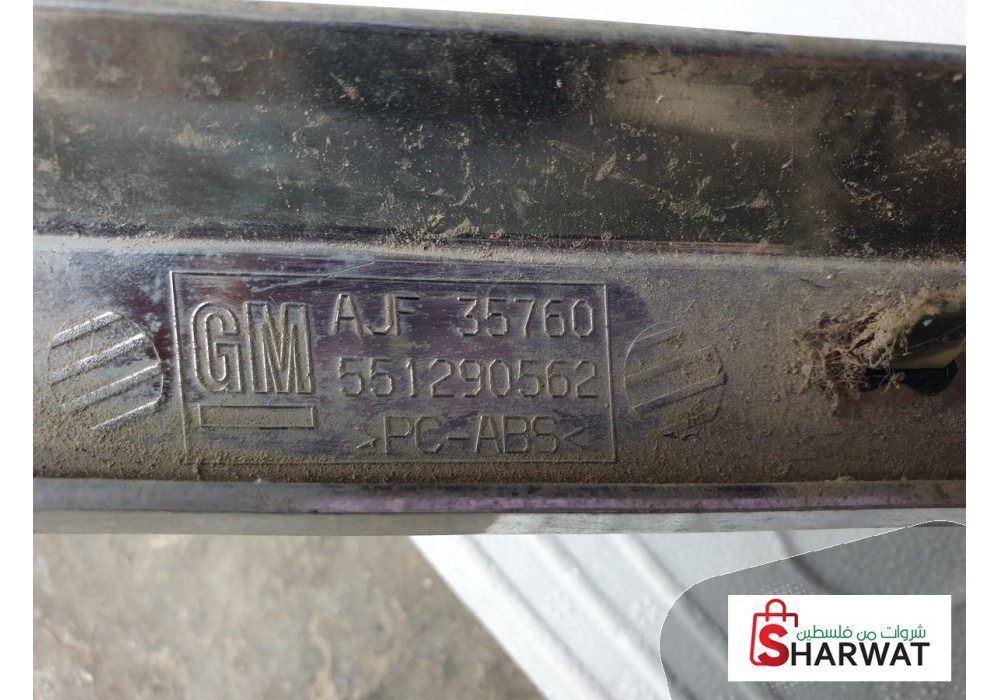 GM
AJF 35760
551290562
>PC-ABS<
شروات من فلسطين
SHARWAT